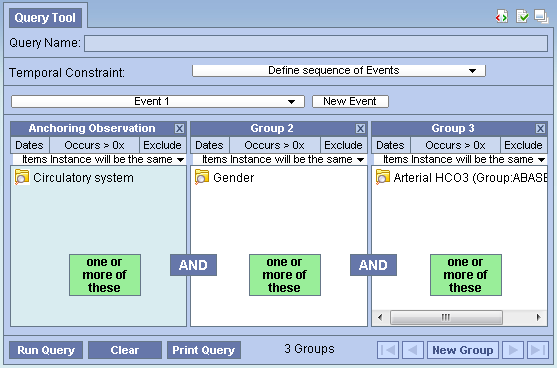 Query Tool
Query Name:
Temporal Constraint: Define sequence of Events
Event 1 New Event
Anchoring Observation Group 2 Group 3
Dates Occurs > 0x Exclude Dates Occurs > 0x Exclude Dates Occurs > 0x Exclude
Items Instance will be the same Items Instance will be the same Items Instance will be the same
Circulatory system Gender Arterial HCO3 (Group:ABASE
one or more of these AND one or more of these AND one or more of these
Run Query Clear Print Query 3 Groups New Group